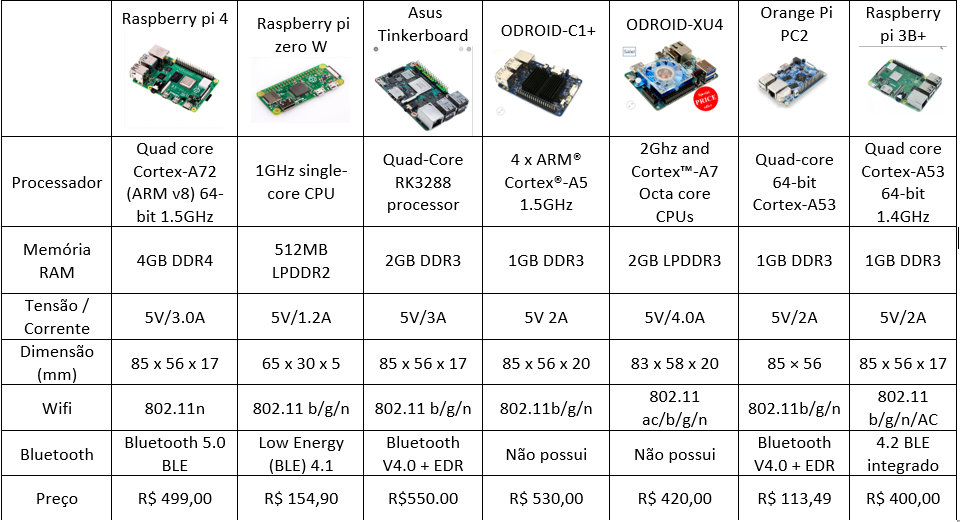 Raspberry pi 4
Raspberry pi
zero W
Asus
Tinkerboard
ODROID-C1+
ODROID-XU4
Orange Pi
PC2
Raspberry
pi 3B+
Special
PRICE
offer
Processador
Quad core
Cortex-A72
(ARM v8) 64-
bit 1.5GHz
1GHz single-
core CPU
Quad-Core
RK3288
processor
4 x ARM®
Cortex®-A5
1.5GHz
2Ghz and
Cortex™-A7
Octa core
CPUs
Quad-core
64-bit
Cortex-A53
Quad core
Cortex-A53
64-bit
1.4GHz
Memória
RAM
4GB DDR4
512MB
LPDDR2
2GB DDR3
1GB DDR3
2GB LPDDR3
1GB DDR3
1GB DDR3
Tensão /
Corrente
5V/3.0A
5V/1.2A
5V/3A
5V 2A
5V/4.0A
5V/2A
5V/2A
Dimensão
(mm)
85 x 56 x 17
65 x 30 x 5
85 x 56 x 17
85 x 56 x 20
83 x 58 x 20
85 × 56
85 x 56 x 17
Wifi
802.11n
802.11 b/g/n
802.11 b/g/n
802.11b/g/n
802.11
ac/b/g/n
802.11b/g/n
802.11
b/g/n/AC
Bluetooth
Bluetooth 5.0
BLE
Low Energy
(BLE) 4.1
Bluetooth
V4.0 + EDR
Não possui
Não possui
Bluetooth
V4.0 + EDR
4.2 BLE
integrado
Preço
R$ 499,00
R$ 154,90
R$550.00
R$ 530,00
R$ 420,00
R$ 113,49
R$ 400,00